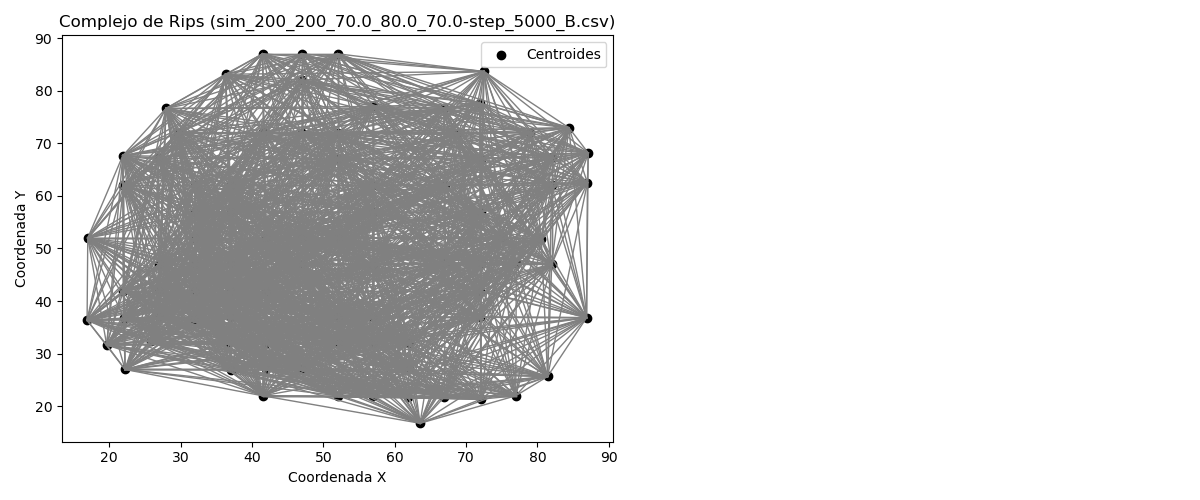 Complejo de Rips (sim_200_200_70.0_80.0_70.0-step_5000_B.csv)
Centroides
90
80
70
60
50
40
30
20
Coordenada Y
20 30 40 50 60 70 80 90
Coordenada X